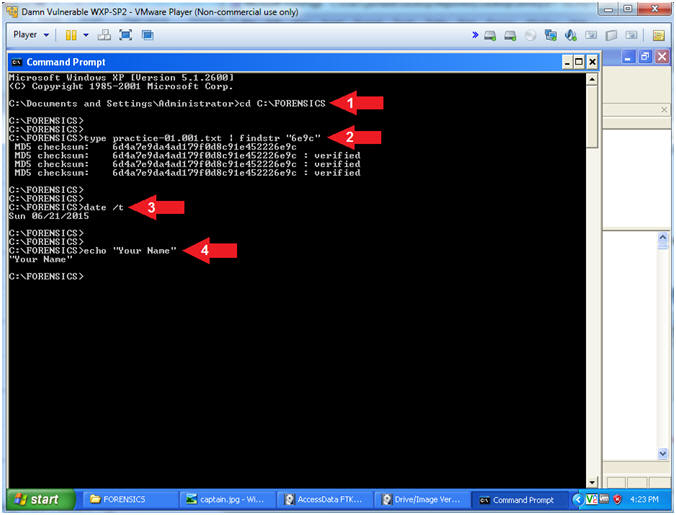 Damn Vulnerable WXP-SP2 - VMware Player (Non-commercial use only)
Player
Command Prompt
Microsoft Windows XP [Version 5.1.2600]
(C) Copyright 1985-2001 Microsoft Corp.
C:\Documents and Settings\Administrator>cd C:\FORENSICS
1
C:\FORENSICS>
C:\FORENSICS>
C:\FORENSICS>type practice-01.001.txt | findstr "6e9c"
2
MD5 checksum: 6d4a7e9da4ad179f0d8c91e452226e9c
MD5 checksum: 6d4a7e9da4ad179f0d8c91e452226e9c : verified
MD5 checksum: 6d4a7e9da4ad179f0d8c91e452226e9c : verified
MD5 checksum: 6d4a7e9da4ad179f0d8c91e452226e9c : verified
C:\FORENSICS>
C:\FORENSICS>
C:\FORENSICS>date /t
3
Sun 06/21/2015
C:\FORENSICS>
C:\FORENSICS>
C:\FORENSICS>echo "Your Name"
4
"Your Name"
C:\FORENSICS>
start
FORENSICS
captain.jpg - Wi...
AccessData FTK...
Drive/Image Ver...
Command Prompt
4:23 PM